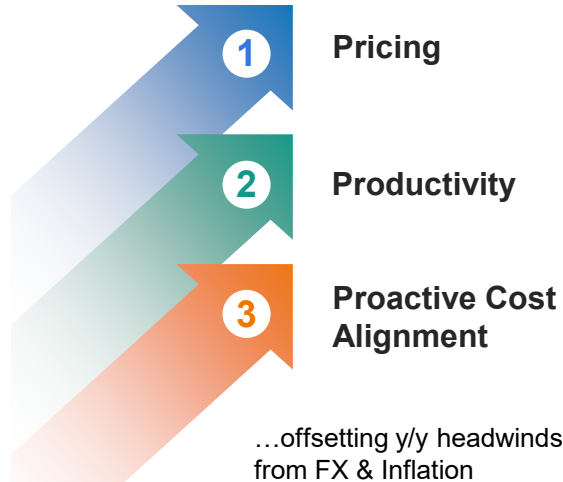 1
Pricing
2
Productivity
3
Proactive Cost
Alignment
…offsetting y/y headwinds
from FX & Inflation